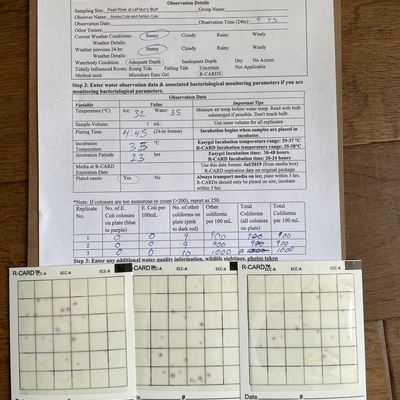 Observation Details
Sampling Site: Pearl River at LeFleur's Bluff Group Name:
Observer Name: Aimée Cole and Ashlyn Cole
Observation Date: Observation Time (24hr): 4:45
Other Testers:
Current Weather Conditions: Sunny Cloudy Rainy Windy
Weather Details:
Weather previous 24-hr: Sunny Cloudy Rainy Windy
Weather Details:
Waterbody Condition: Adequate Depth Inadequate Depth Dry No Access
Tidally Influenced Rivers: Rising Tide Falling Tide Uncertain Not Applicable
Method used: Microlour Easy Gel R-CARDS
Step 2: Enter water observation data & associated bacteriological monitoring parameters if you are
monitoring bacteriological parameters.
Observation Data
Variable Value Important Tips
Temperature (°C) Air: 32 Water: 35 Measure air temp before water temp. Read with bulb
submerged if possible. Don't touch bulb.
Sample Volume 1 mL Use same volume for all replicates
Plating Time 4:45 (24-hr format) Incubation begins when samples are placed in
incubator.
Incubation
Temperature 35 °C Easygel Incubation temperature range: 29-37°C
R-CARD Incubation temperature range: 35-38°C
Incubation Periods 23 hrs Easygel Incubation time: 30-48 hours.
R-CARD Incubation Time: 20-24 hours
Media or R-CARD
Expiration Date Use this date format: Jul/2019 (from media box)
R-CARD expiration date on original package
Plated onsite Yes No Always transport media on ice; plate within 3 hrs.
R-CARDs should only be plated on site; incubate
within 3 hrs
*Note: If colonies are too numerous to count (>200), report as 250.
Replicate
No. No. of E.
Coli colonies
on plate (blue
to purple) E. Coli per
100mL No. of other
coliforms on
plate (pink
to dark red) Other
coliforms
per 100mL Total
Coliforms
(all colonies
on plate) Total
Coliforms
per 100mL
1 0 0 9 900 900
2 0 0 9 900 900
3 0 0 10 1000 1000
Step 3: Enter any additional water quality information, wildlife sightings, photos taken
R-CARD ECC-A ECC-A
R-CARD ECC-A ECC-A
R-CARD ECC-A ECC-A
Date #